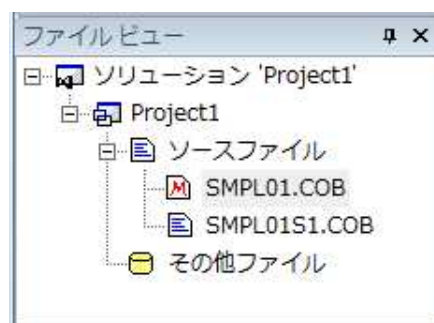 ファイル ビュー
ソリューション 'Project1'
Project1
ソースファイル
SMPL01.COB
SMPL01S1.COB
その他ファイル